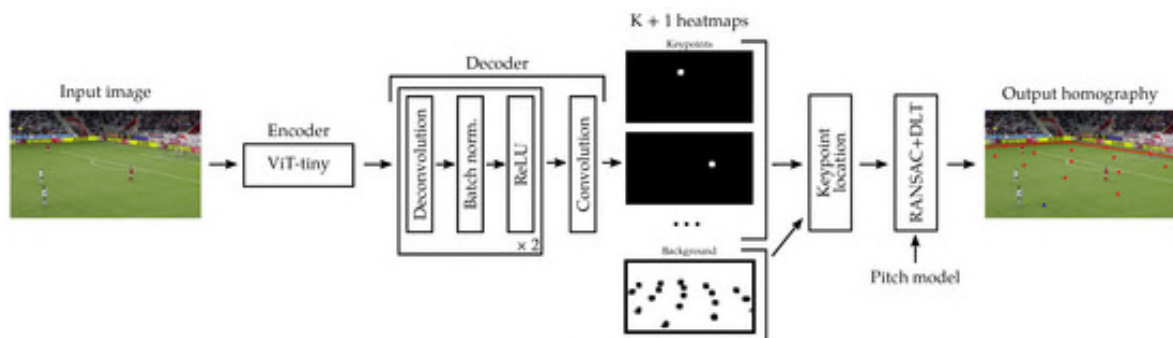 K + 1 heatmaps
Keypoints
Decoder
Input image
Output homography
Encoder
ViT-tiny
Deconvolution
Batch norm.
ReLU
× 2
Convolution
Keypoint
location
RANSAC+DLT
Background
Pitch model